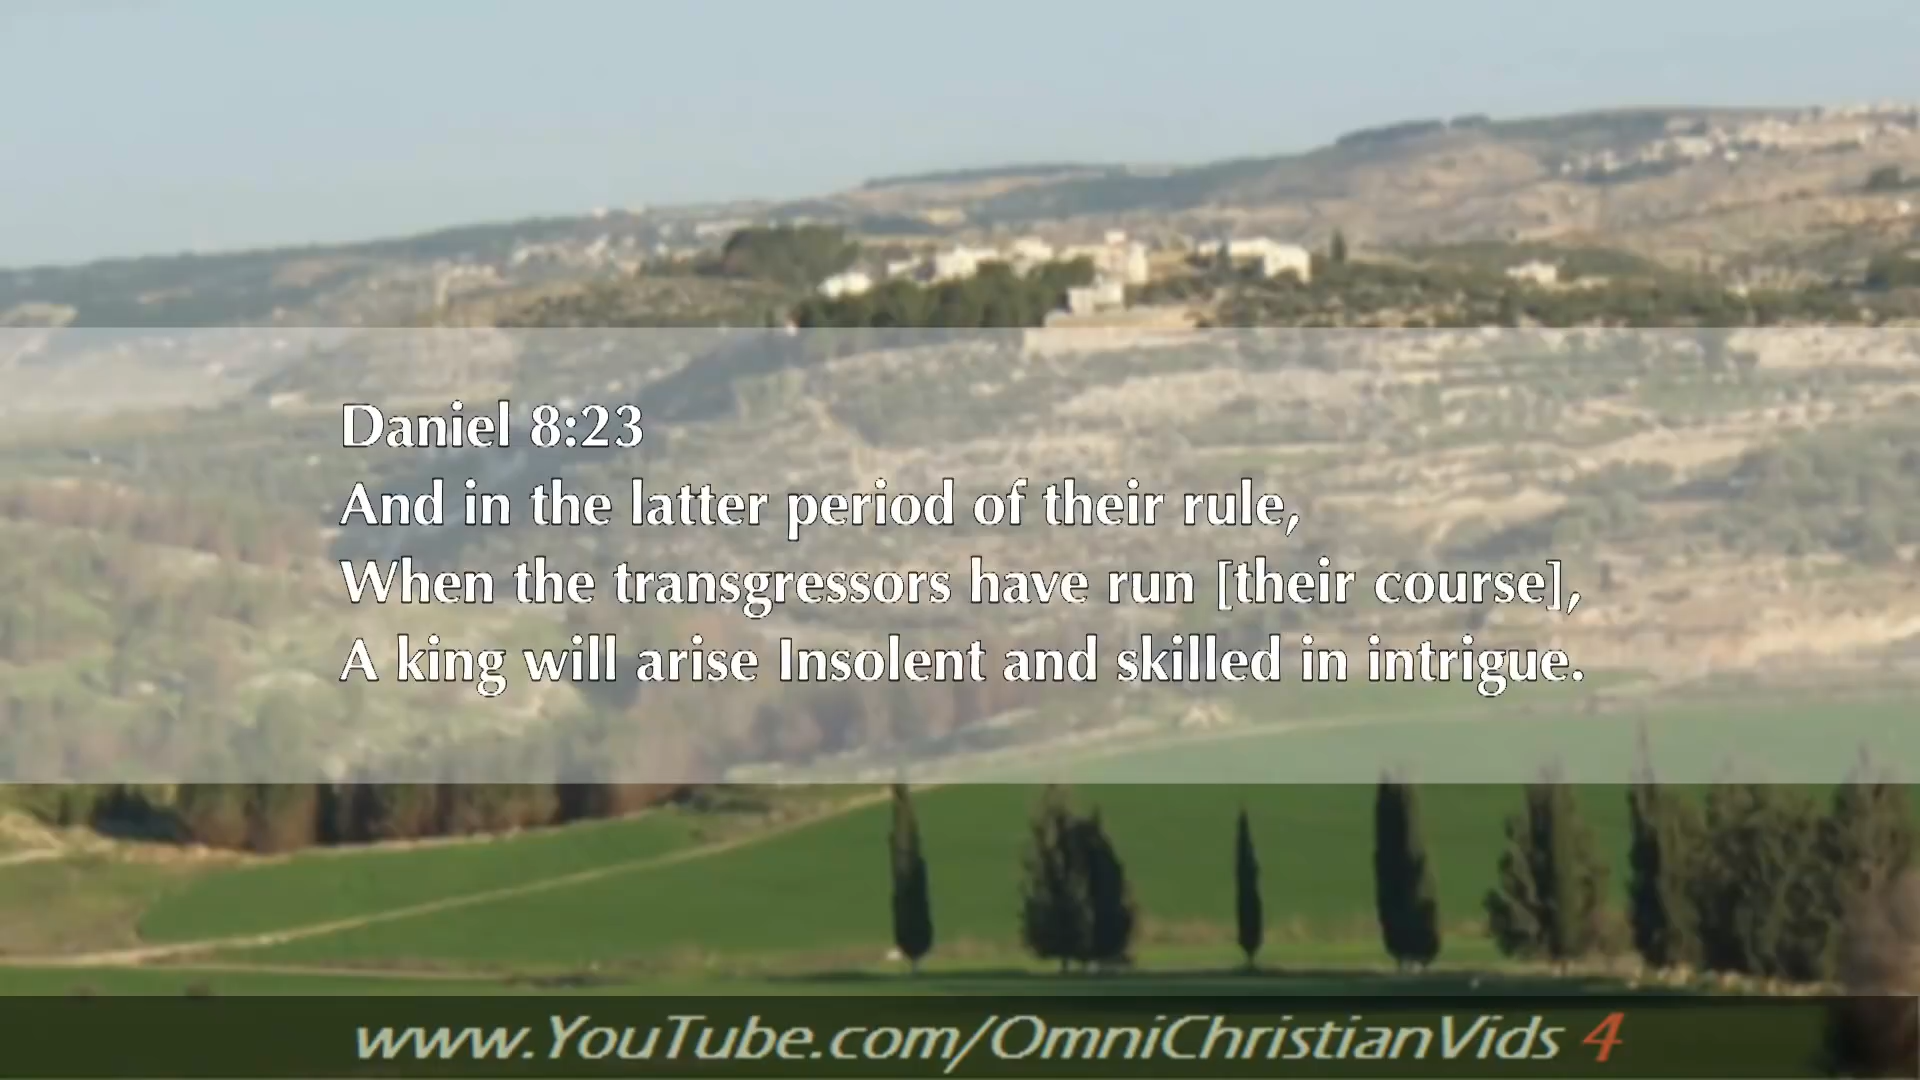 Daniel 8:23
And in the latter period of their rule,
When the transgressors have run [their course],
A king will arise Insolent and skilled in intrigue.
www.YouTube.com/OmniChristianVids 4